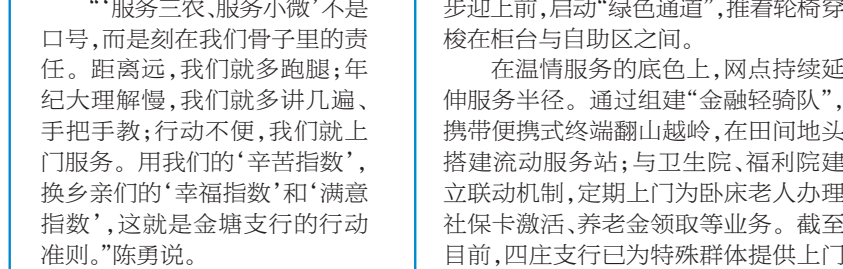 “‘服务三农、服务小微’不是
口号,而是刻在我们骨子里的责
任。距离远,我们就多跑腿;年
纪大理解慢,我们就多讲几遍、
手把手教;行动不便,我们就上
门服务。用我们的‘辛苦指数’,
换乡亲们的‘幸福指数’和‘满意
指数’,这就是金塘支行的行动
准则。”陈勇说。
步迎上前,启动“绿色通道”,推着轮椅穿
梭在柜台与自助区之间。
在温情服务的底色上,网点持续延
伸服务半径。通过组建“金融轻骑队”,
携带便携式终端翻山越岭,在田间地头
搭建流动服务站;与卫生院、福利院建
立联动机制,定期上门为卧床老人办理
社保卡激活、养老金领取等业务。截至
目前,四庄支行已为特殊群体提供上门